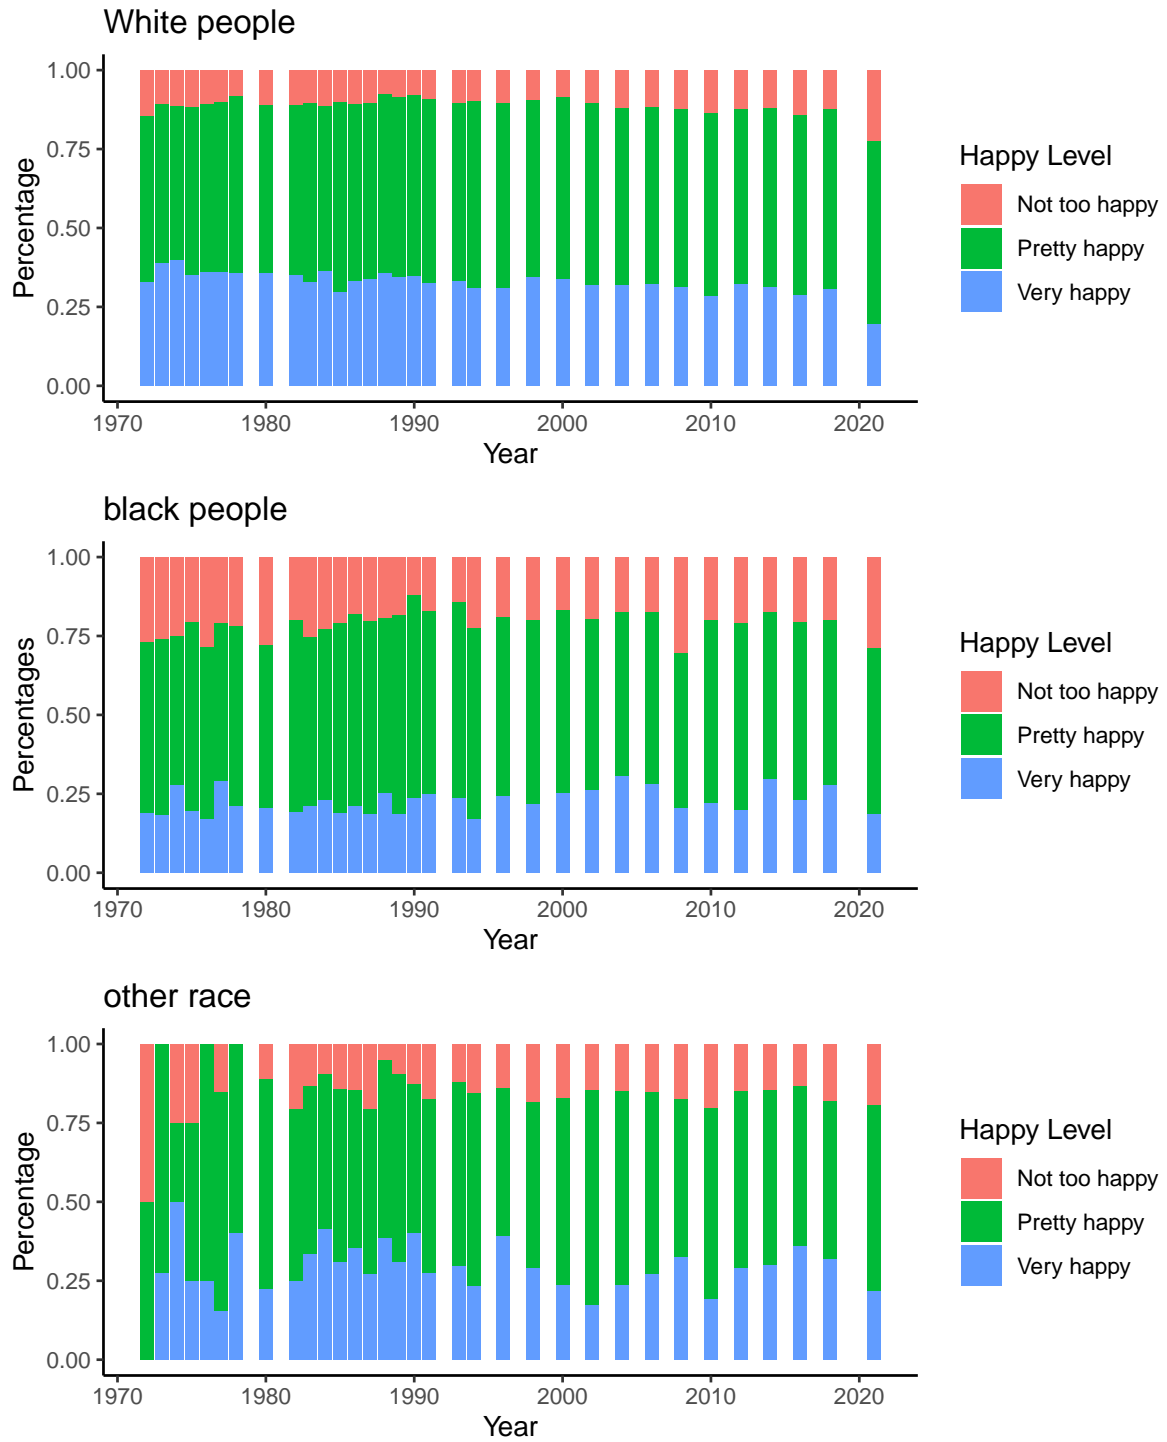 White people
1.00
0.75
0.50
0.25
0.00
Percentage
1970 1980 1990 2000 2010 2020
Year
Happy Level
Not too happy
Pretty happy
Very happy
black people
1.00
0.75
0.50
0.25
0.00
Percentages
1970 1980 1990 2000 2010 2020
Year
Happy Level
Not too happy
Pretty happy
Very happy
other race
1.00
0.75
0.50
0.25
0.00
Percentage
1970 1980 1990 2000 2010 2020
Year
Happy Level
Not too happy
Pretty happy
Very happy